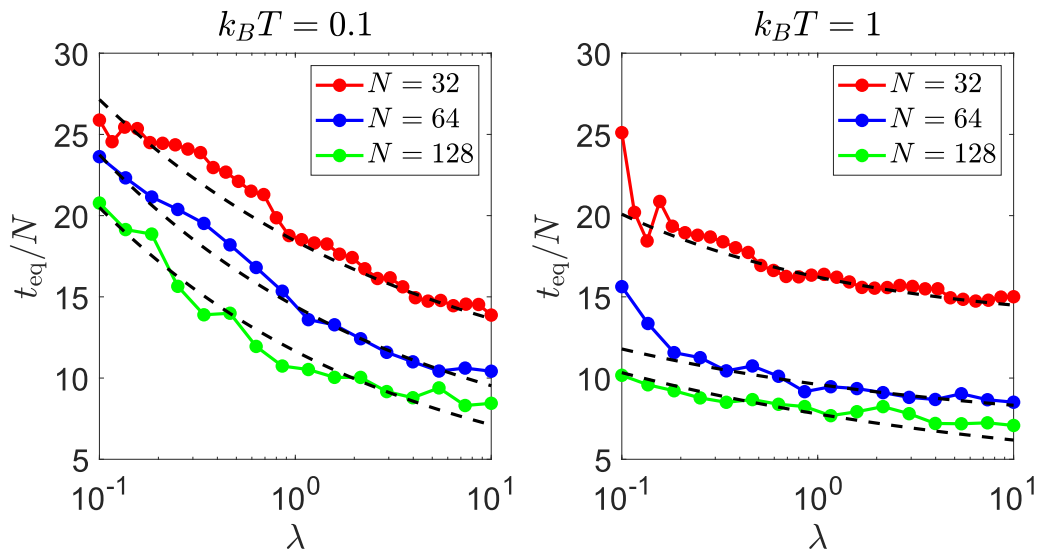 k_BT = 0.1
30
25
20
15
10
5
t_eq/N
N = 32
N = 64
N = 128
10^-1
10^0
10^1
λ
k_BT = 1
30
25
20
15
10
5
t_eq/N
N = 32
N = 64
N = 128
10^-1
10^0
10^1
λ